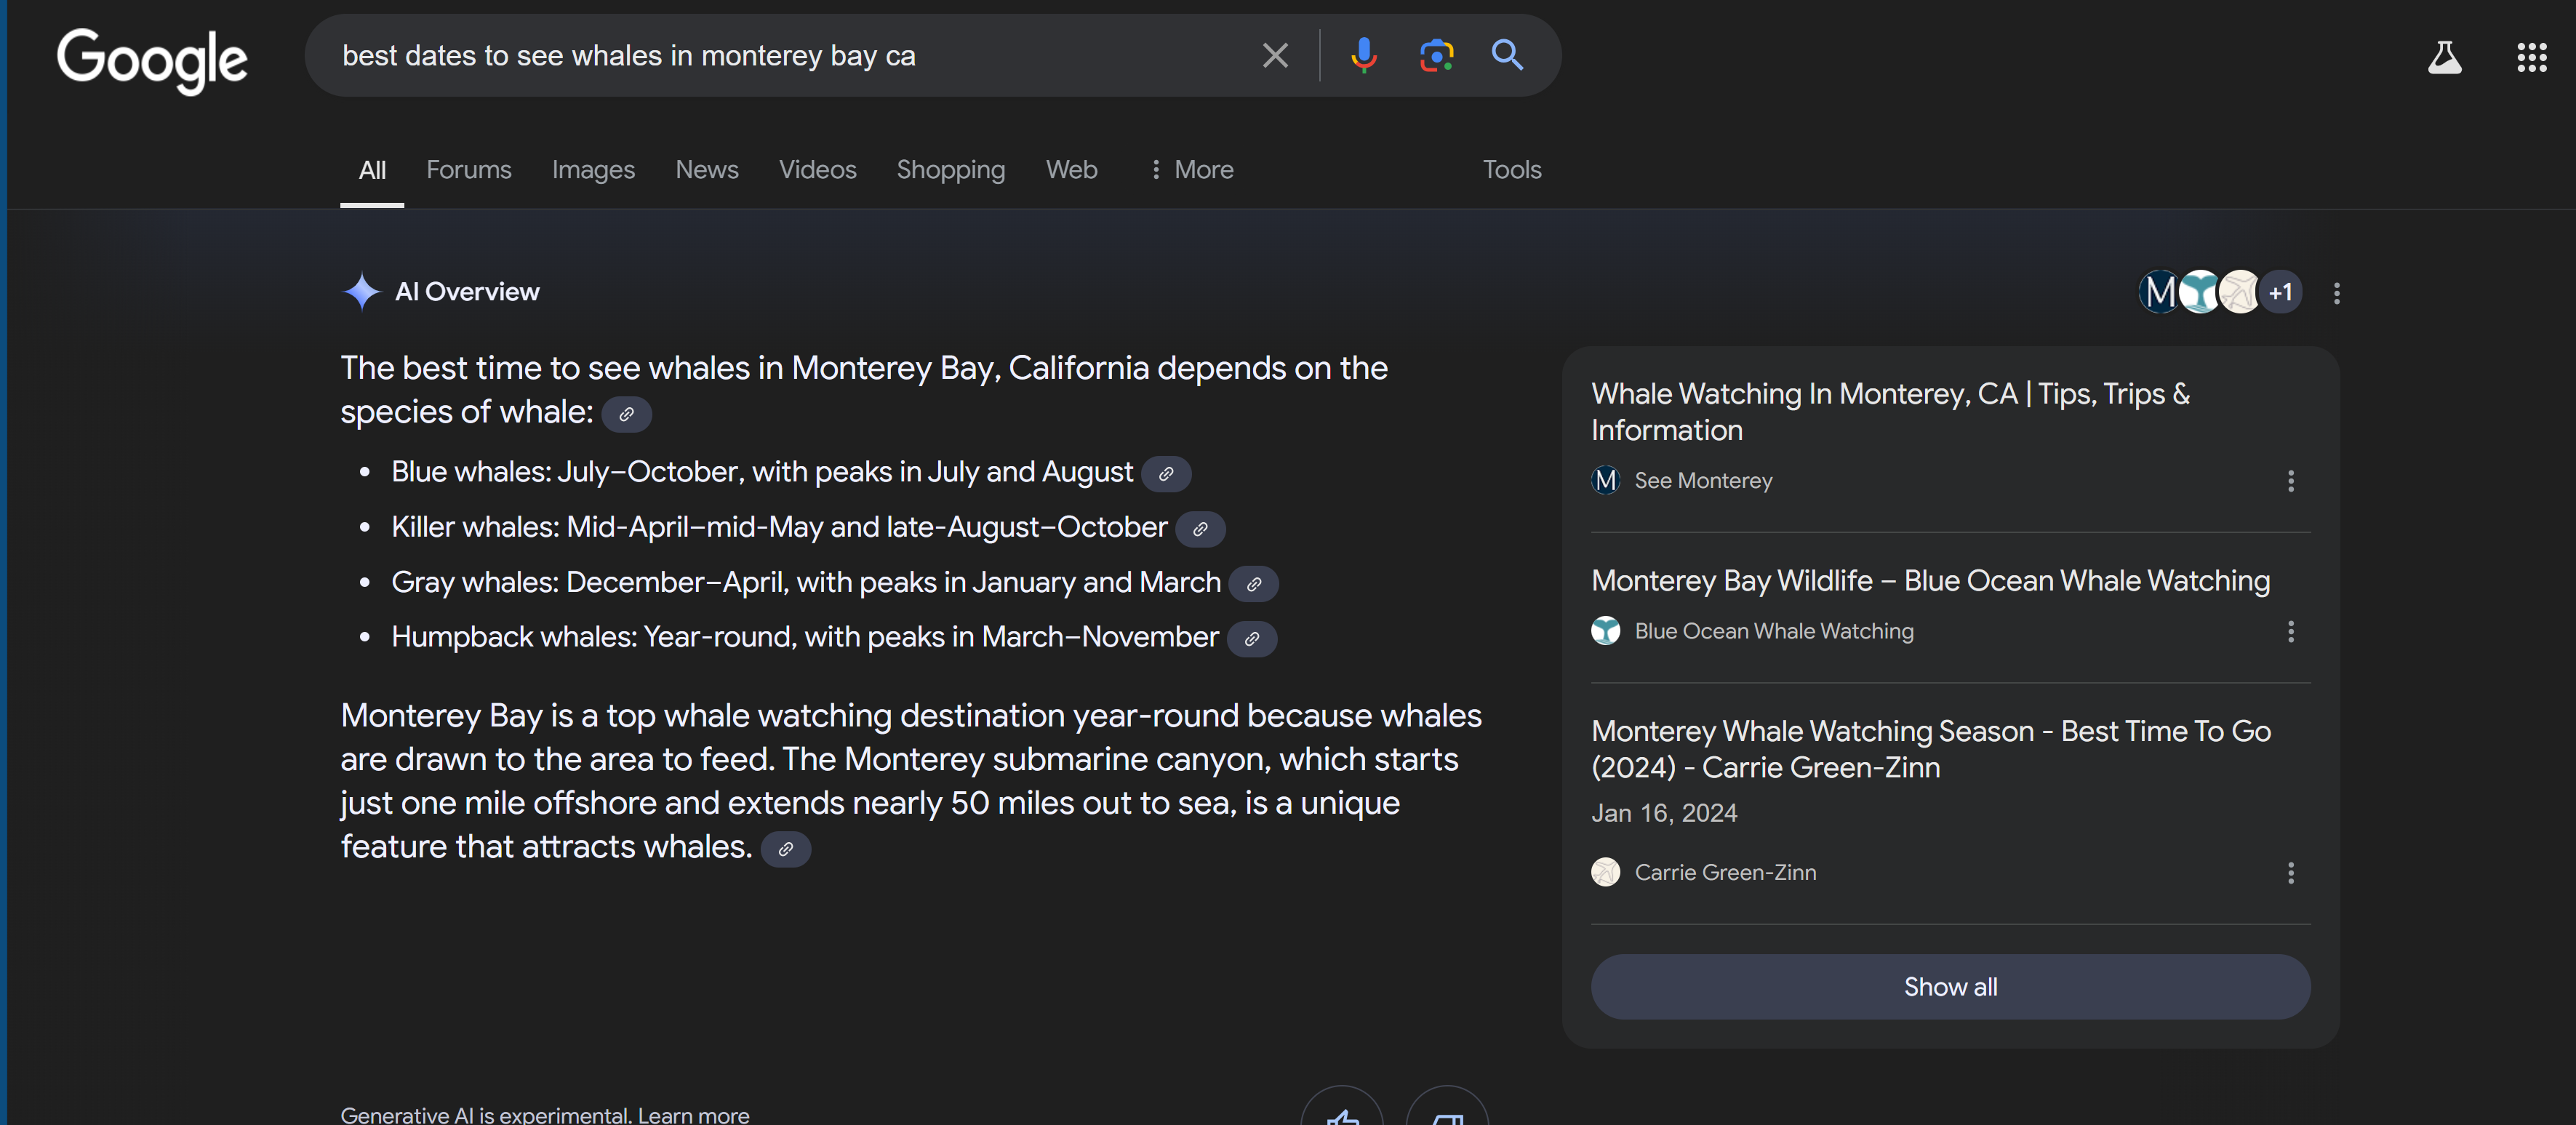 Google
best dates to see whales in monterey bay ca
All
Forums
Images
News
Videos
Shopping
Web
More
Tools
AI Overview
M
+1
The best time to see whales in Monterey Bay, California depends on the
species of whale:
• Blue whales: July–October, with peaks in July and August
• Killer whales: Mid-April–mid-May and late-August–October
• Gray whales: December–April, with peaks in January and March
• Humpback whales: Year-round, with peaks in March–November
Monterey Bay is a top whale watching destination year-round because whales
are drawn to the area to feed. The Monterey submarine canyon, which starts
just one mile offshore and extends nearly 50 miles out to sea, is a unique
feature that attracts whales.
Whale Watching In Monterey, CA | Tips, Trips &
Information
M See Monterey
Monterey Bay Wildlife – Blue Ocean Whale Watching
Blue Ocean Whale Watching
Monterey Whale Watching Season - Best Time To Go
(2024) - Carrie Green-Zinn
Jan 16, 2024
Carrie Green-Zinn
Show all
Generative AI is experimental. Learn more